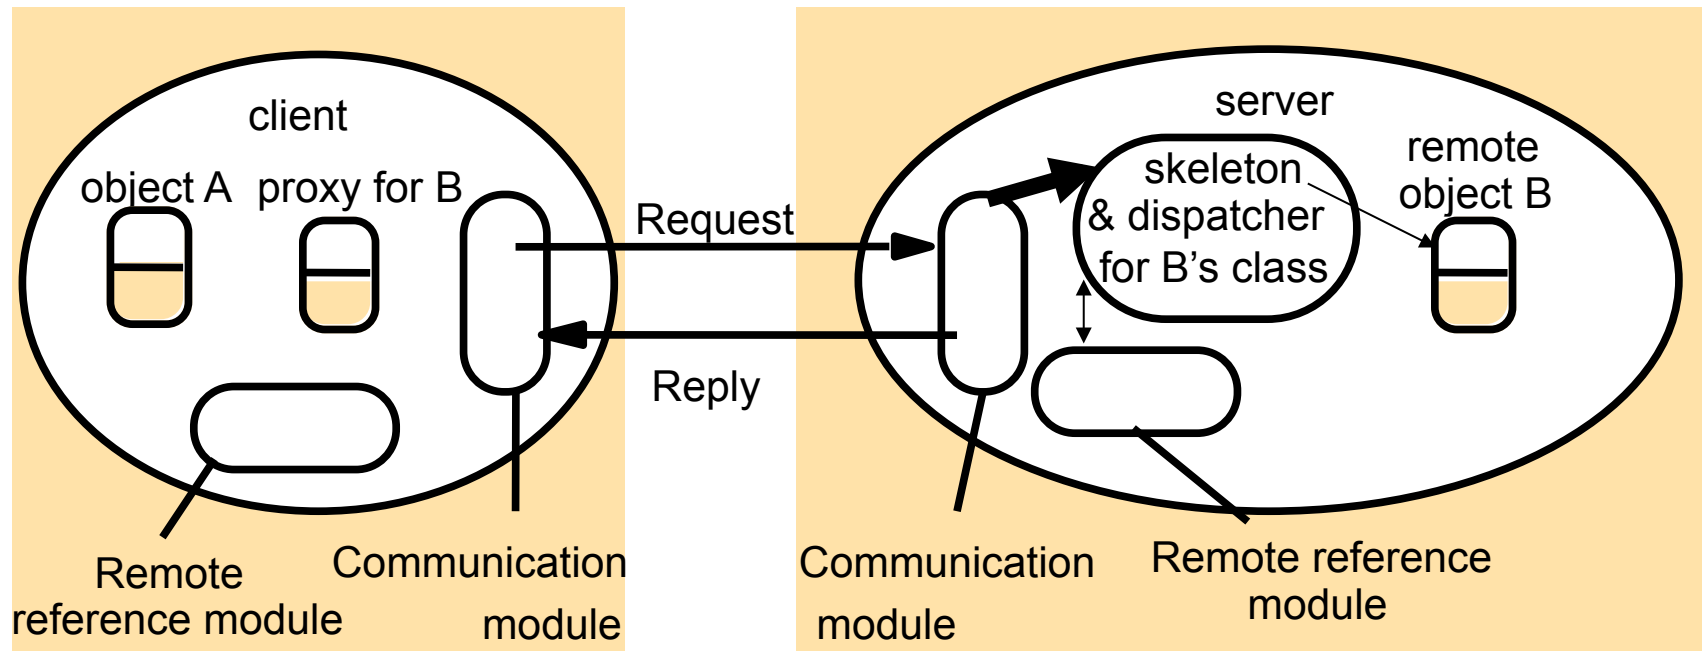 client
object A
proxy for B
Request
Reply
Remote
reference module
Communication
module
server
skeleton
& dispatcher
for B’s class
remote
object B
Communication
module
Remote reference
module